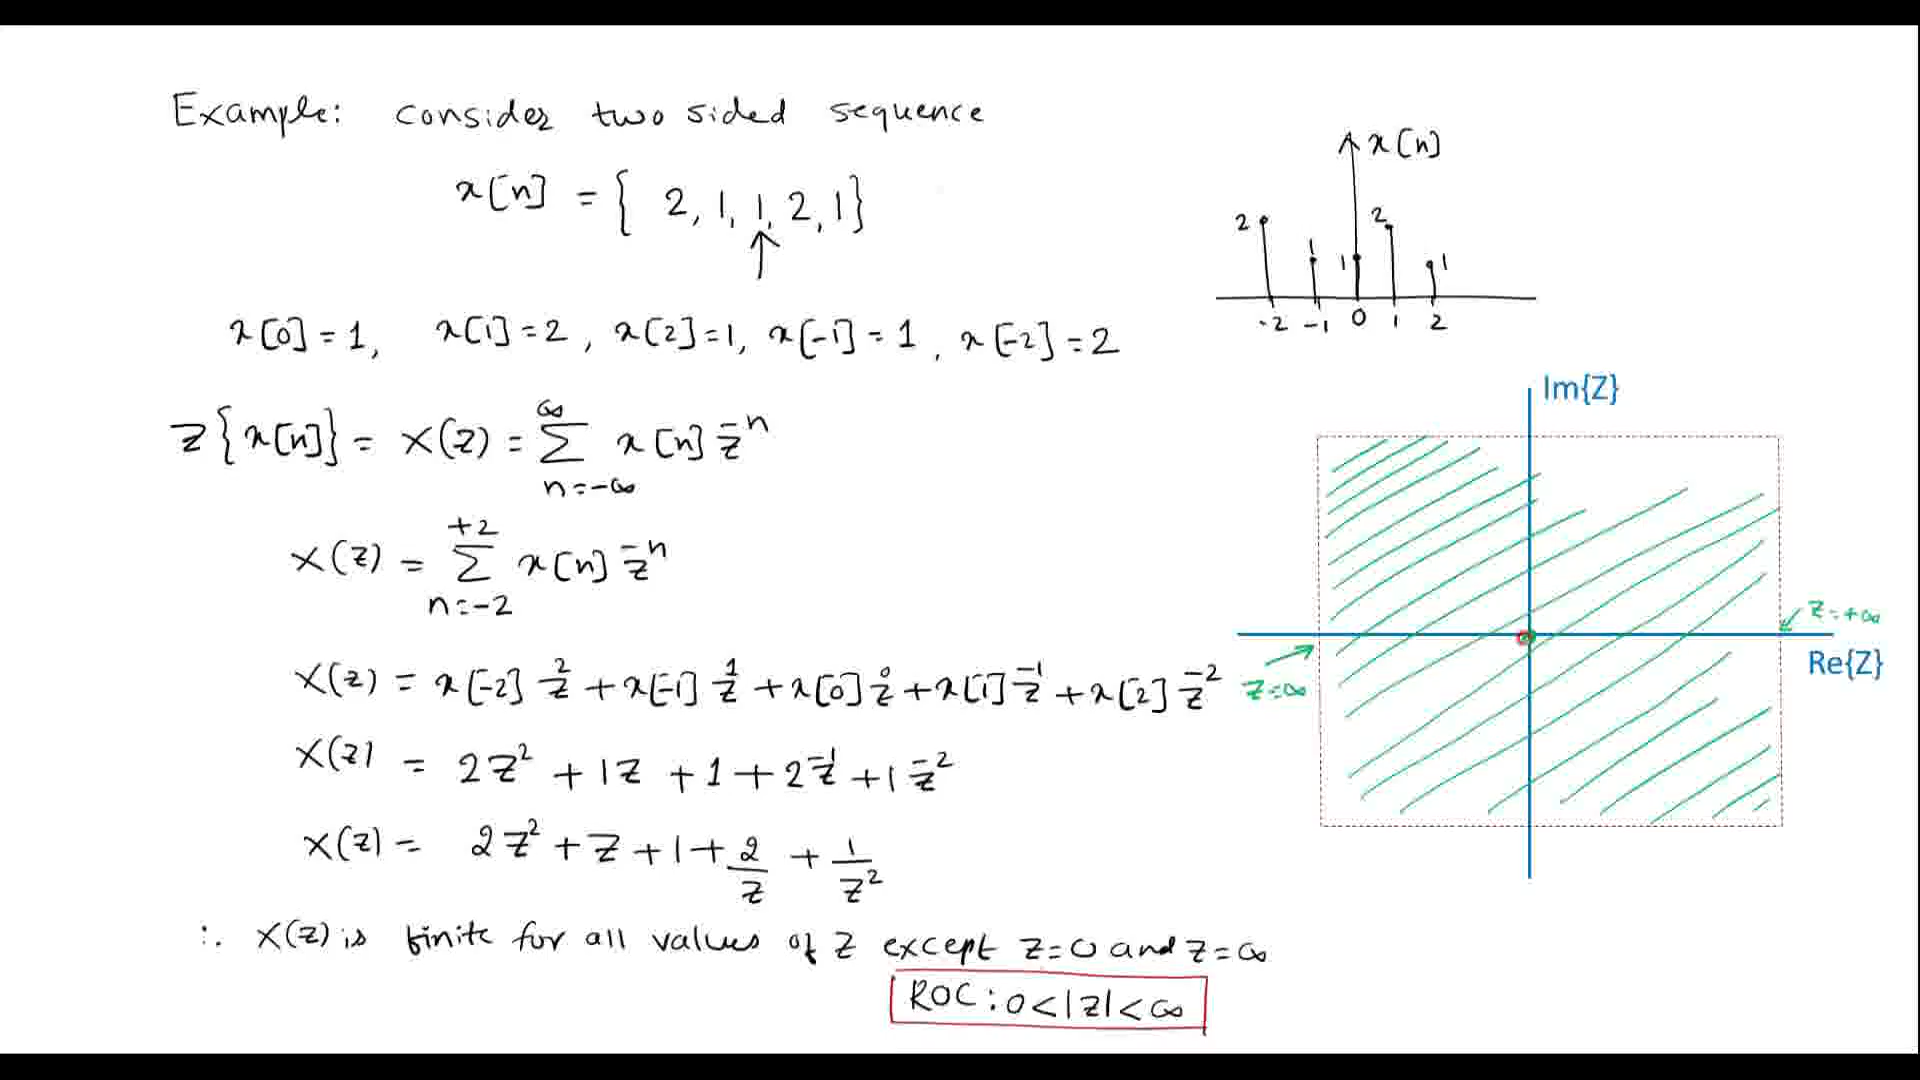 Example: consider two sided sequence
x[n] = { 2, 1, 1, 2, 1}
↑
x[0] = 1, x[1] = 2, x[2] = 1, x[-1] = 1, x[-2] = 2
Z{x[n]} = X(z) = ∑_{n=-∞}^{∞} x[n] z^{-n}
X(z) = ∑_{n=-2}^{+2} x[n] z^{-n}
X(z) = x[-2] z^2 + x[-1] z^1 + x[0] z^0 + x[1] z^{-1} + x[2] z^{-2}
X(z) = 2z^2 + 1z + 1 + 2z^{-1} + 1z^{-2}
X(z) = 2z^2 + z + 1 + 2/z + 1/z^2
∴ X(z) is finite for all values of z except z=0 and z=∞
ROC: 0<|z|<∞
x[n]
2 1 1 2 1
-2 -1 0 1 2
Im{Z}
z=+∞
Re{Z}
z=∞